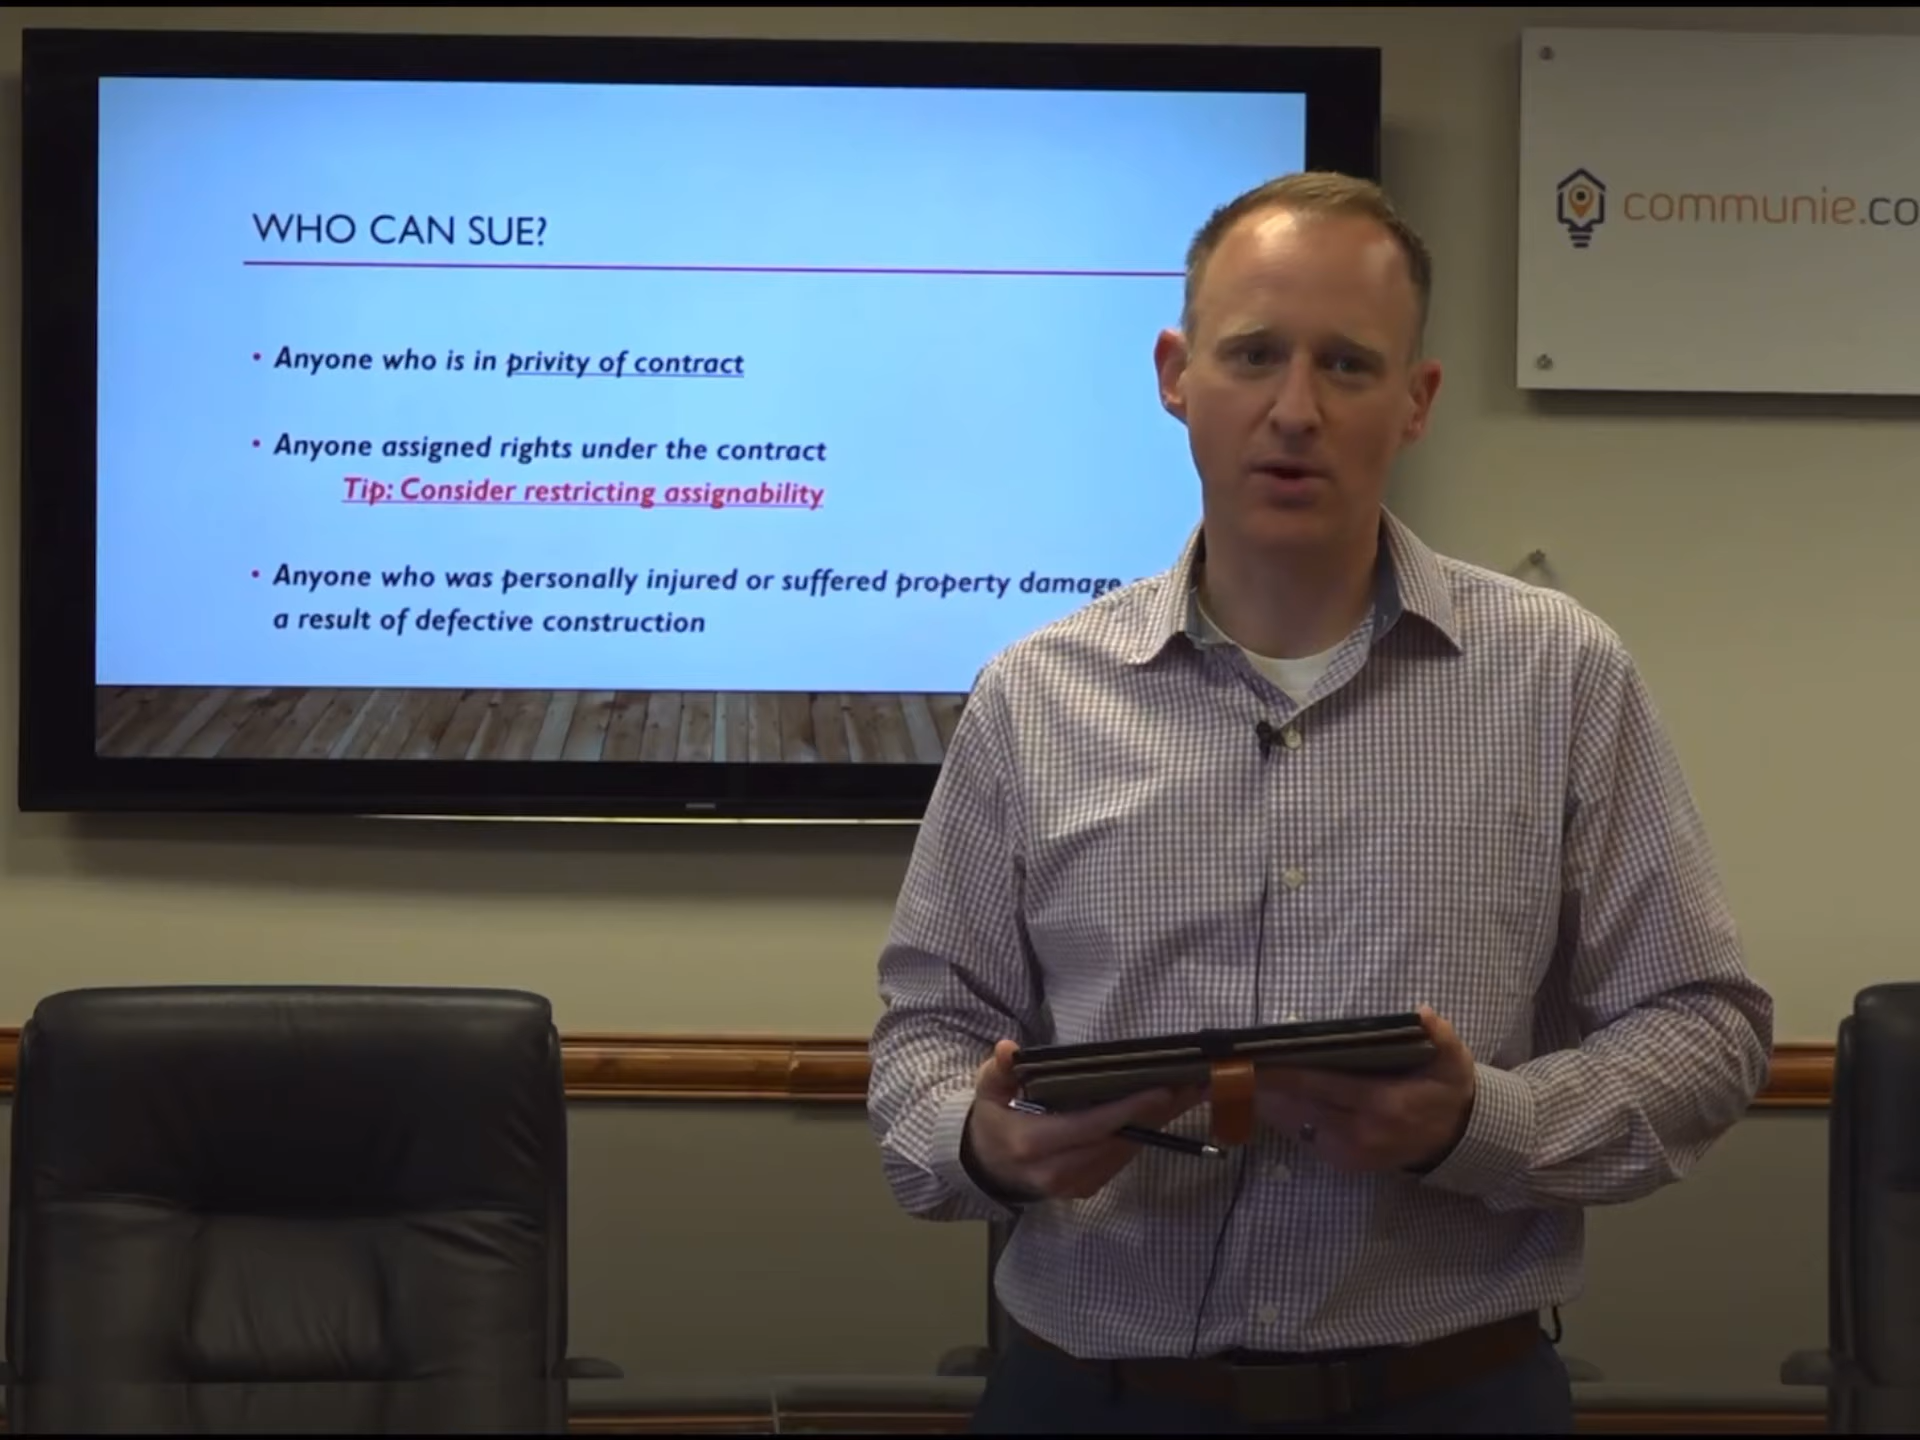 WHO CAN SUE?
• Anyone who is in privity of contract
• Anyone assigned rights under the contract
Tip: Consider restricting assignability
• Anyone who was personally injured or suffered property damage
a result of defective construction
communie.co